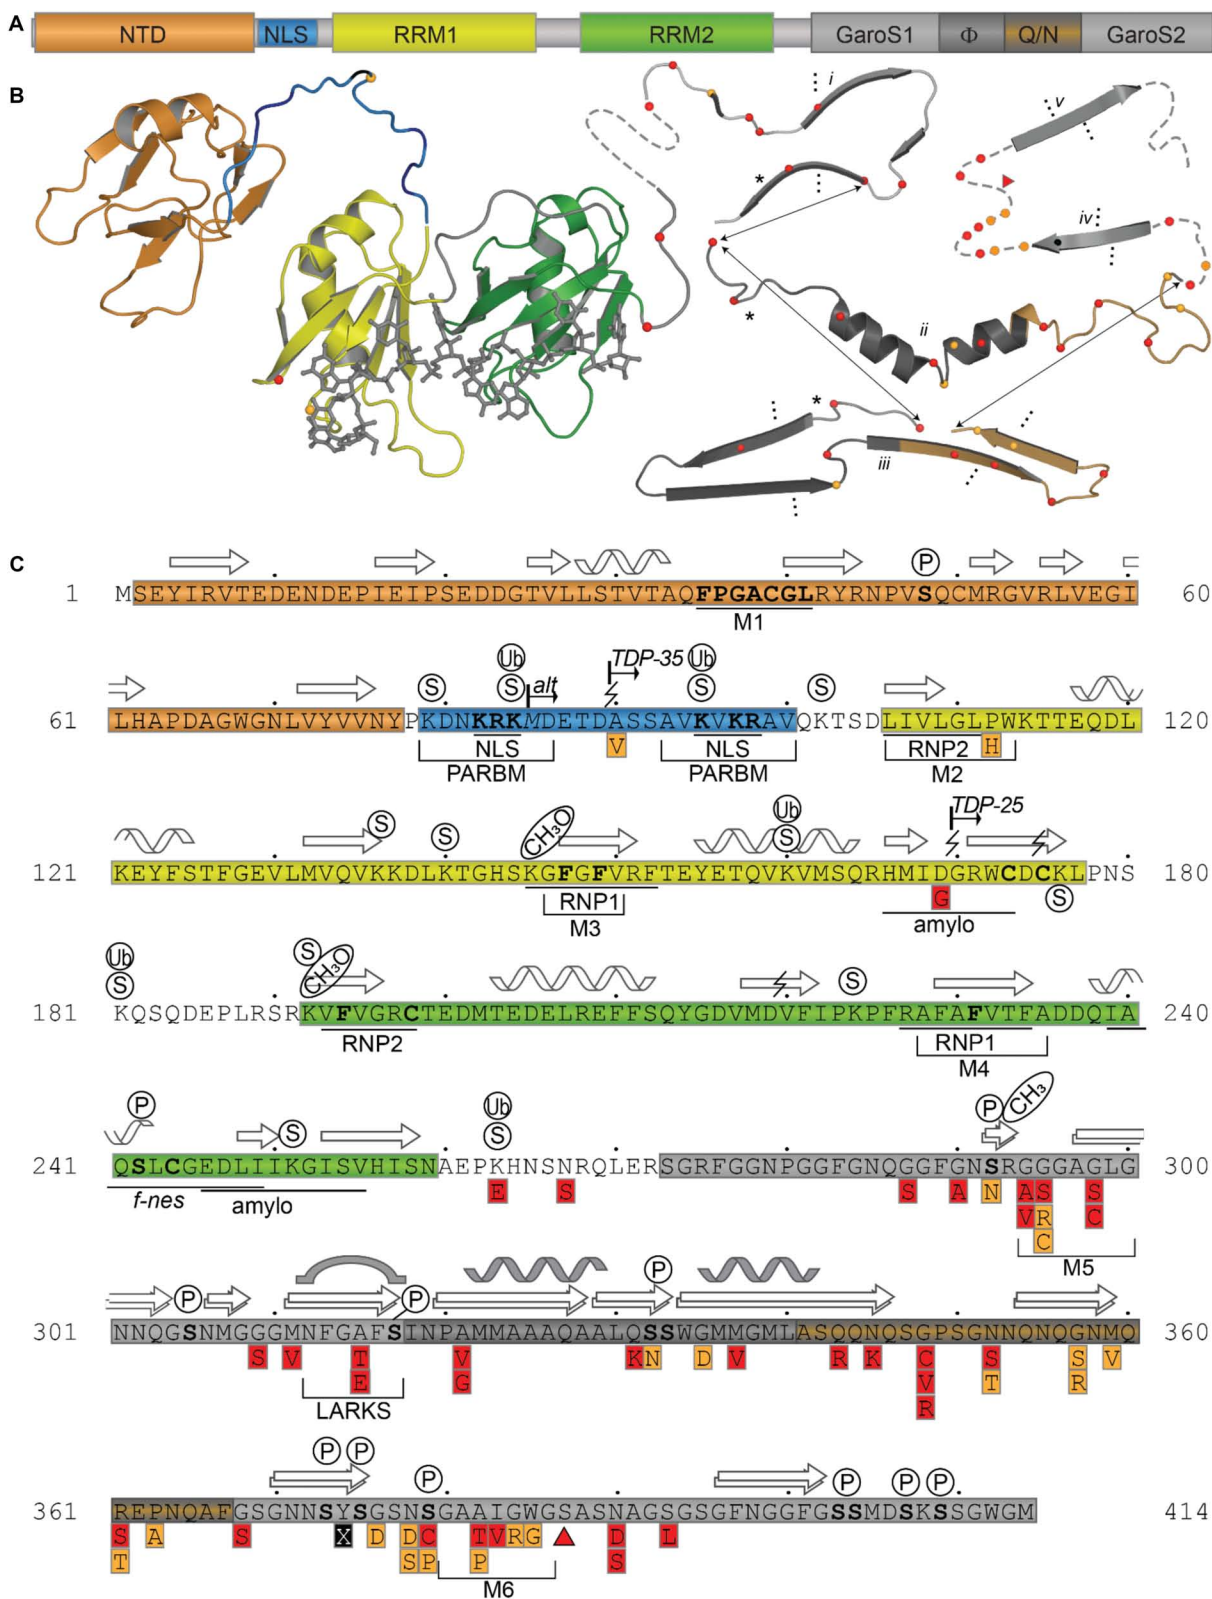 A
NTD NLS RRM1 RRM2 GaroS1 Φ Q/N GaroS2
B
i
v
*
iv
*
ii
*
iii
C
P
1 MSEYIRVTEDENDEPIEIPSEDDGTVLLSTVTAQFPGACGLRYRNPVSQCMRGVRLVEGI 60
M1
Ub TDP-35 Ub
S S alt S S
61 LHAPDAGWGNLVYVVNYPKDNKRKMDETDASSAVKVKRAVQKTSDLIVLGLPWKTTEQDL 120
NLS V NLS RNP2 H
PARBM PARBM M2
TDP-25
S S CH₃O Ub S
121 KEYFSTFGEVLMVQVKKDLKTGHSKGFGFVRFTEYETQVKVMSQRHMIDGRWCDCKLPNS 180
RNP1 G S
M3 amylo
Ub S
S CH₃O S
181 KQSQDEPLRSRKVFVGRCTEDMTEDELREFFSQYGDVMDVFIPKPFRAFAFVTFADDQIA 240
RNP2 RNP1
M4
P S Ub S P CH₃
241 QSLCGEDLIIKGISVHISNAEPKHNSNRQLERSGRFGGNPGGFGNQGGFGNSRGGGAGLG 300
f-nes amylo E S S A N A S S
V R C
C
M5
P P P
301 NNQGSNMGGGMNFGAFSINPAMMAAAQAALQSSWGMMGMLASQQNQSGPSGNNQNQGNMQ 360
S V T V K N D V R K C S S V
E G V T R
LARKS R
P P P P P P
361 REPNQAFGSGNNSYSGSNSGAAIGWGSASNAGSGSGFNGGFGSSMDSKSSGWGM 414
S A S X D D C T V R G D L
T S P P S
M6